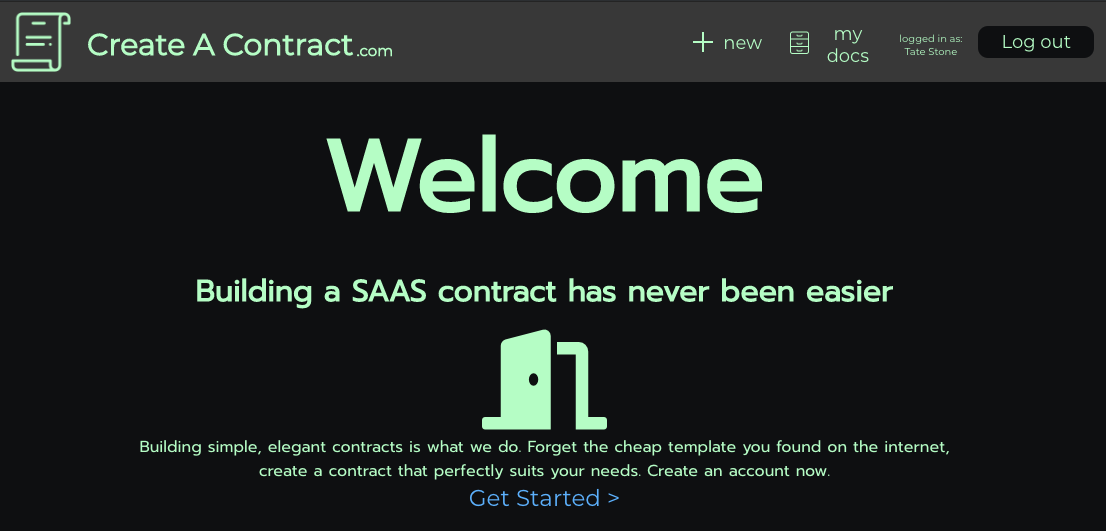 Create A Contract.com
new
my
docs
logged in as:
Tate Stone
Log out
Welcome
Building a SAAS contract has never been easier
Building simple, elegant contracts is what we do. Forget the cheap template you found on the internet,
create a contract that perfectly suits your needs. Create an account now.
Get Started >